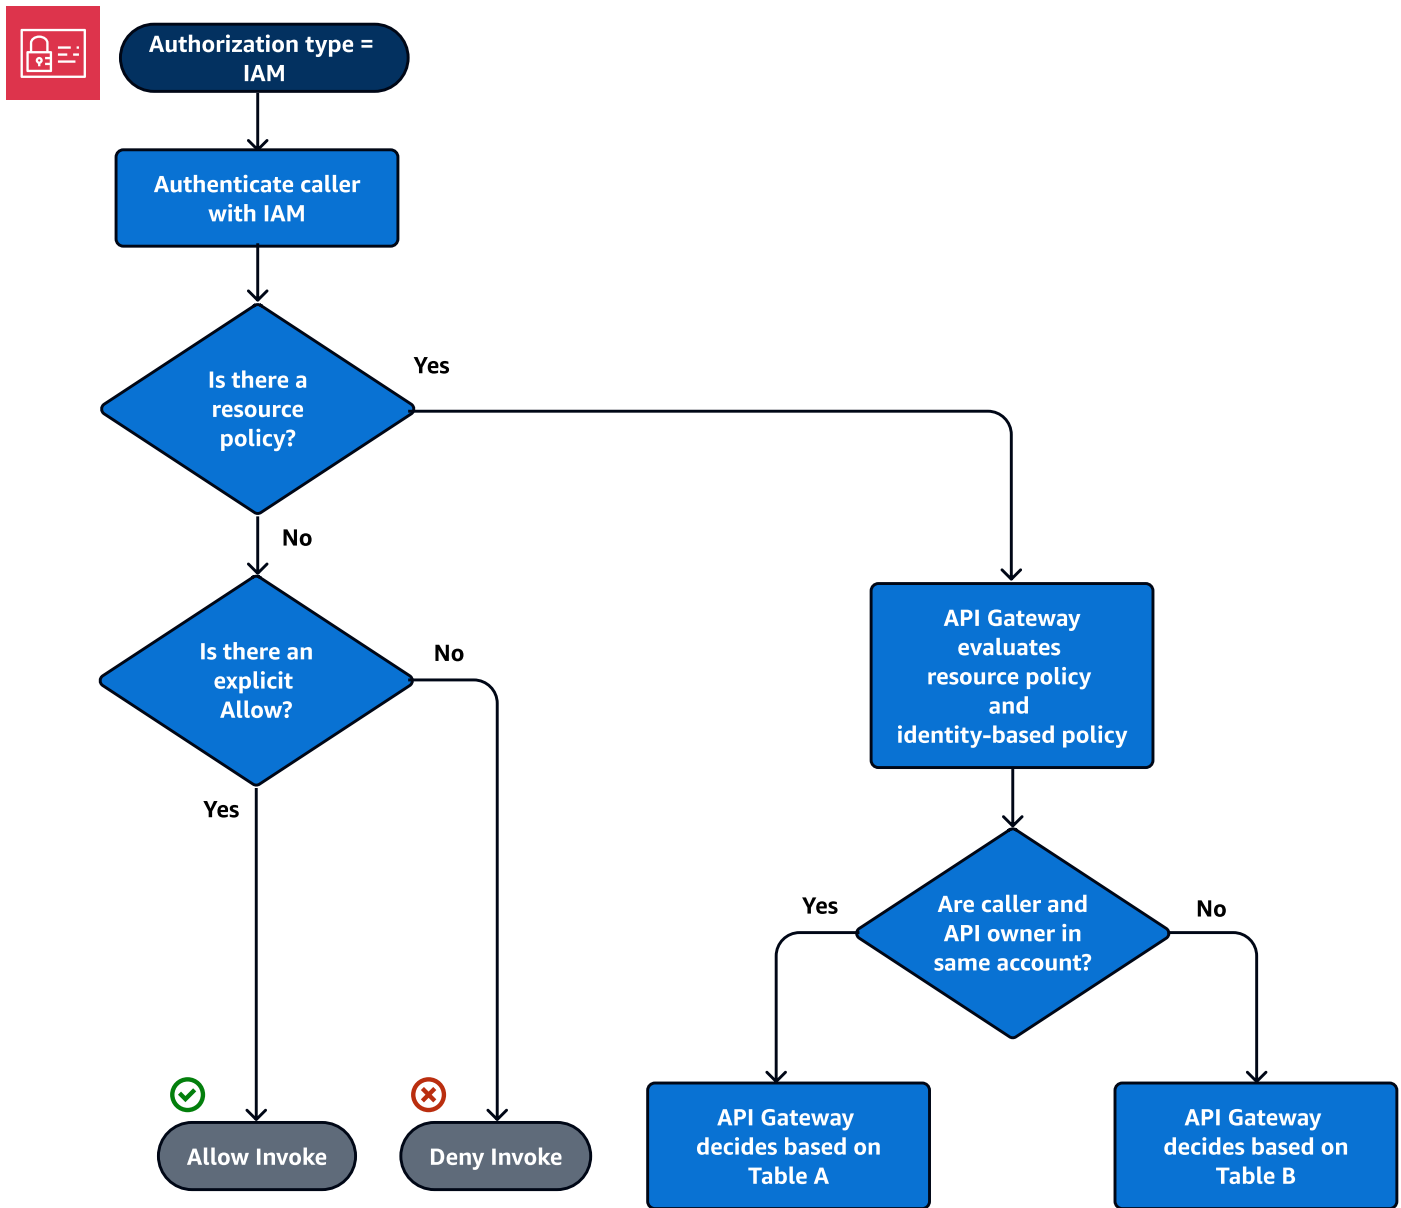 Authorization type =
IAM
Authenticate caller
with IAM
Is there a
resource
policy?
Yes
No
Is there an
explicit
Allow?
No
Yes
Allow Invoke
Deny Invoke
API Gateway
evaluates
resource policy
and
identity-based policy
Are caller and
API owner in
same account?
Yes
No
API Gateway
decides based on
Table A
API Gateway
decides based on
Table B